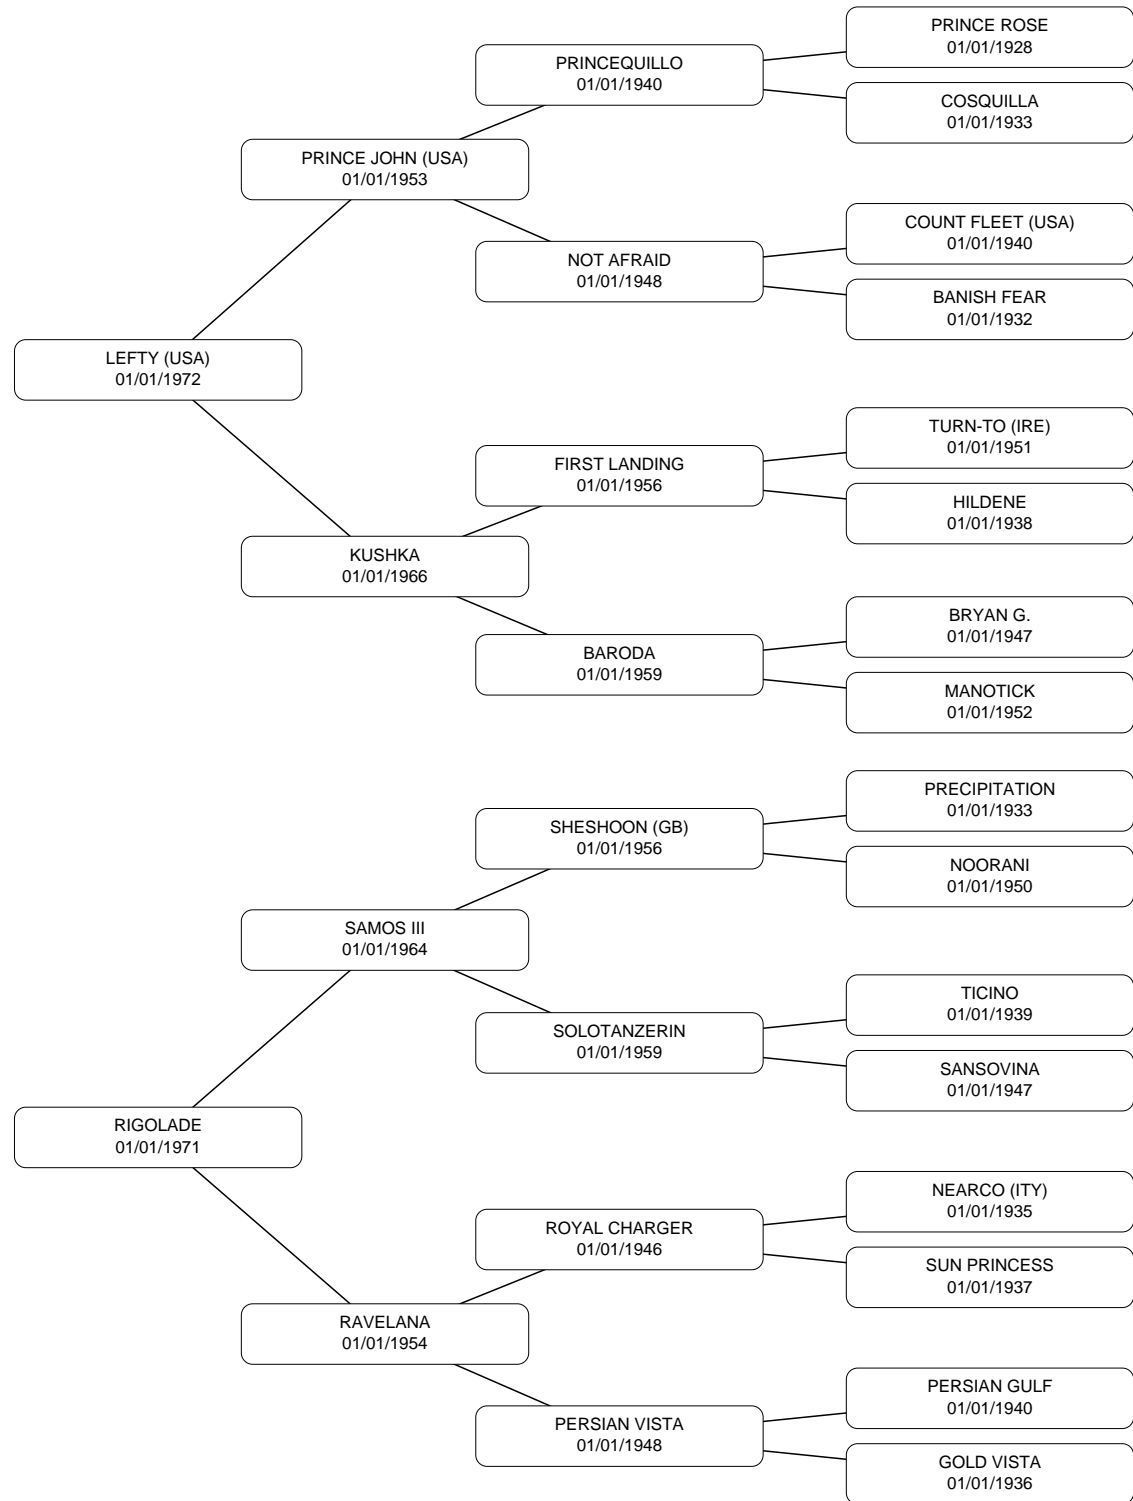 PRINCE ROSE
01/01/1928
PRINCEQUILLO
01/01/1940
COSQUILLA
01/01/1933
PRINCE JOHN (USA)
01/01/1953
COUNT FLEET (USA)
01/01/1940
NOT AFRAID
01/01/1948
BANISH FEAR
01/01/1932
LEFTY (USA)
01/01/1972
TURN-TO (IRE)
01/01/1951
FIRST LANDING
01/01/1956
HILDENE
01/01/1938
KUSHKA
01/01/1966
BRYAN G.
01/01/1947
BARODA
01/01/1959
MANOTICK
01/01/1952
PRECIPITATION
01/01/1933
SHESHOON (GB)
01/01/1956
NOORANI
01/01/1950
SAMOS III
01/01/1964
TICINO
01/01/1939
SOLOTANZERIN
01/01/1959
SANSOVINA
01/01/1947
RIGOLADE
01/01/1971
NEARCO (ITY)
01/01/1935
ROYAL CHARGER
01/01/1946
SUN PRINCESS
01/01/1937
RAVELANA
01/01/1954
PERSIAN GULF
01/01/1940
PERSIAN VISTA
01/01/1948
GOLD VISTA
01/01/1936